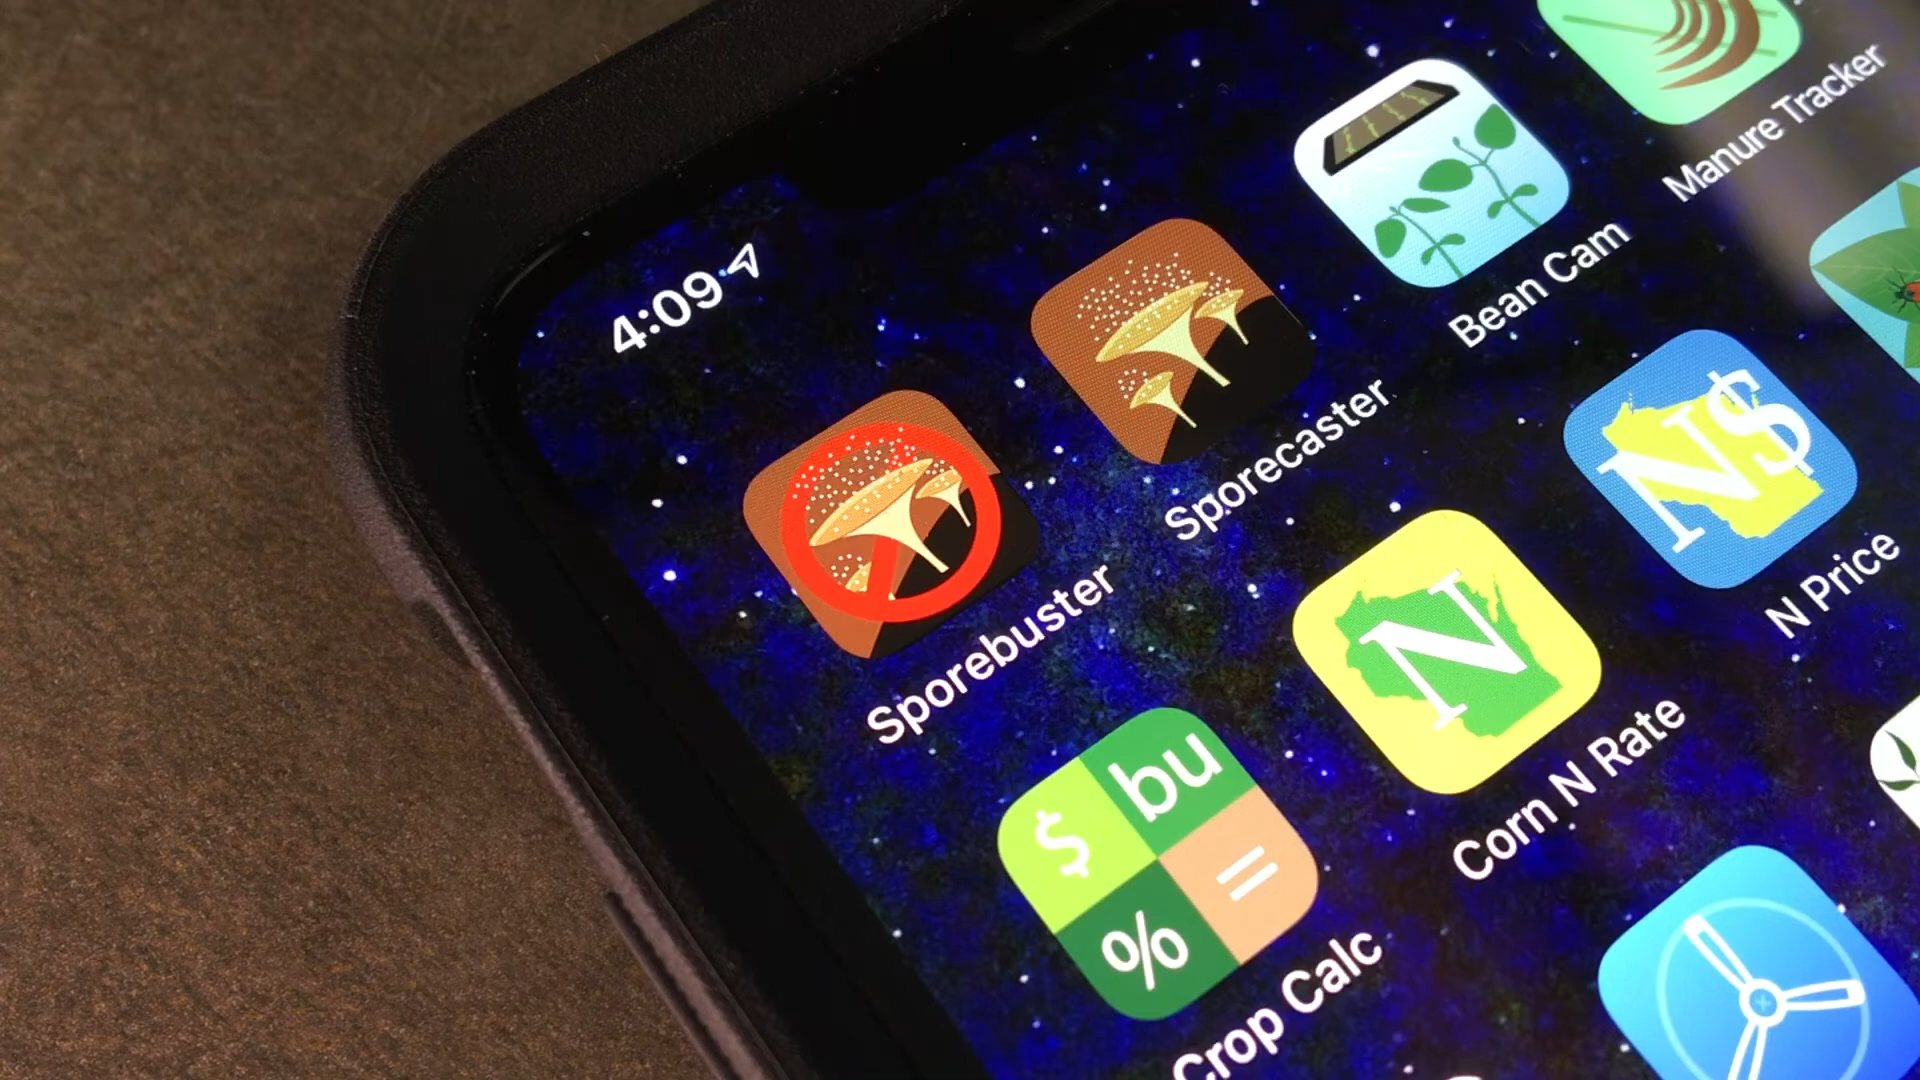 4:09
Sporebuster
Sporecaster
Bean Cam
Manure Tracker
$ bu
% =
Crop Calc
N
Corn N Rate
N$
N Price